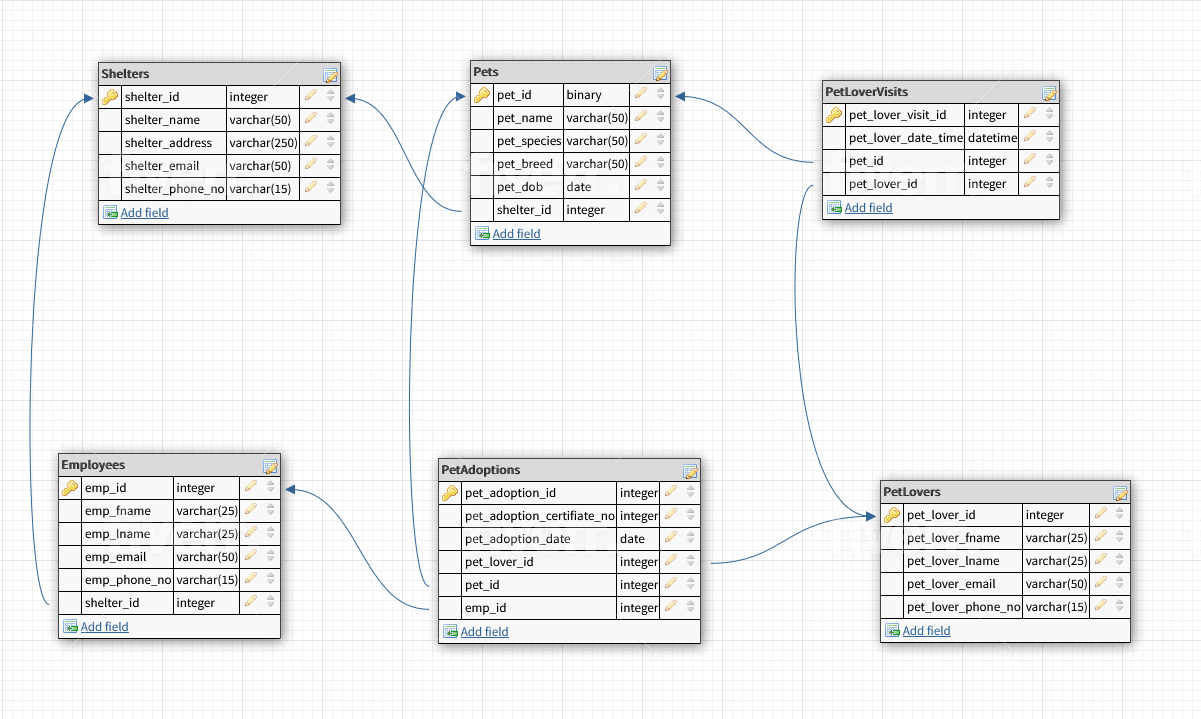 Shelters
shelter_id integer
shelter_name varchar(50)
shelter_address varchar(250)
shelter_email varchar(50)
shelter_phone_no varchar(15)
Add field
Pets
pet_id binary
pet_name varchar(50)
pet_species varchar(50)
pet_breed varchar(50)
pet_dob date
shelter_id integer
Add field
PetLoverVisits
pet_lover_visit_id integer
pet_lover_date_time datetime
pet_id integer
pet_lover_id integer
Add field
Employees
emp_id integer
emp_fname varchar(25)
emp_lname varchar(25)
emp_email varchar(50)
emp_phone_no varchar(15)
shelter_id integer
Add field
PetAdoptions
pet_adoption_id integer
pet_adoption_certifiate_no integer
pet_adoption_date date
pet_lover_id integer
pet_id integer
emp_id integer
Add field
PetLovers
pet_lover_id integer
pet_lover_fname varchar(25)
pet_lover_lname varchar(25)
pet_lover_email varchar(50)
pet_lover_phone_no varchar(15)
Add field